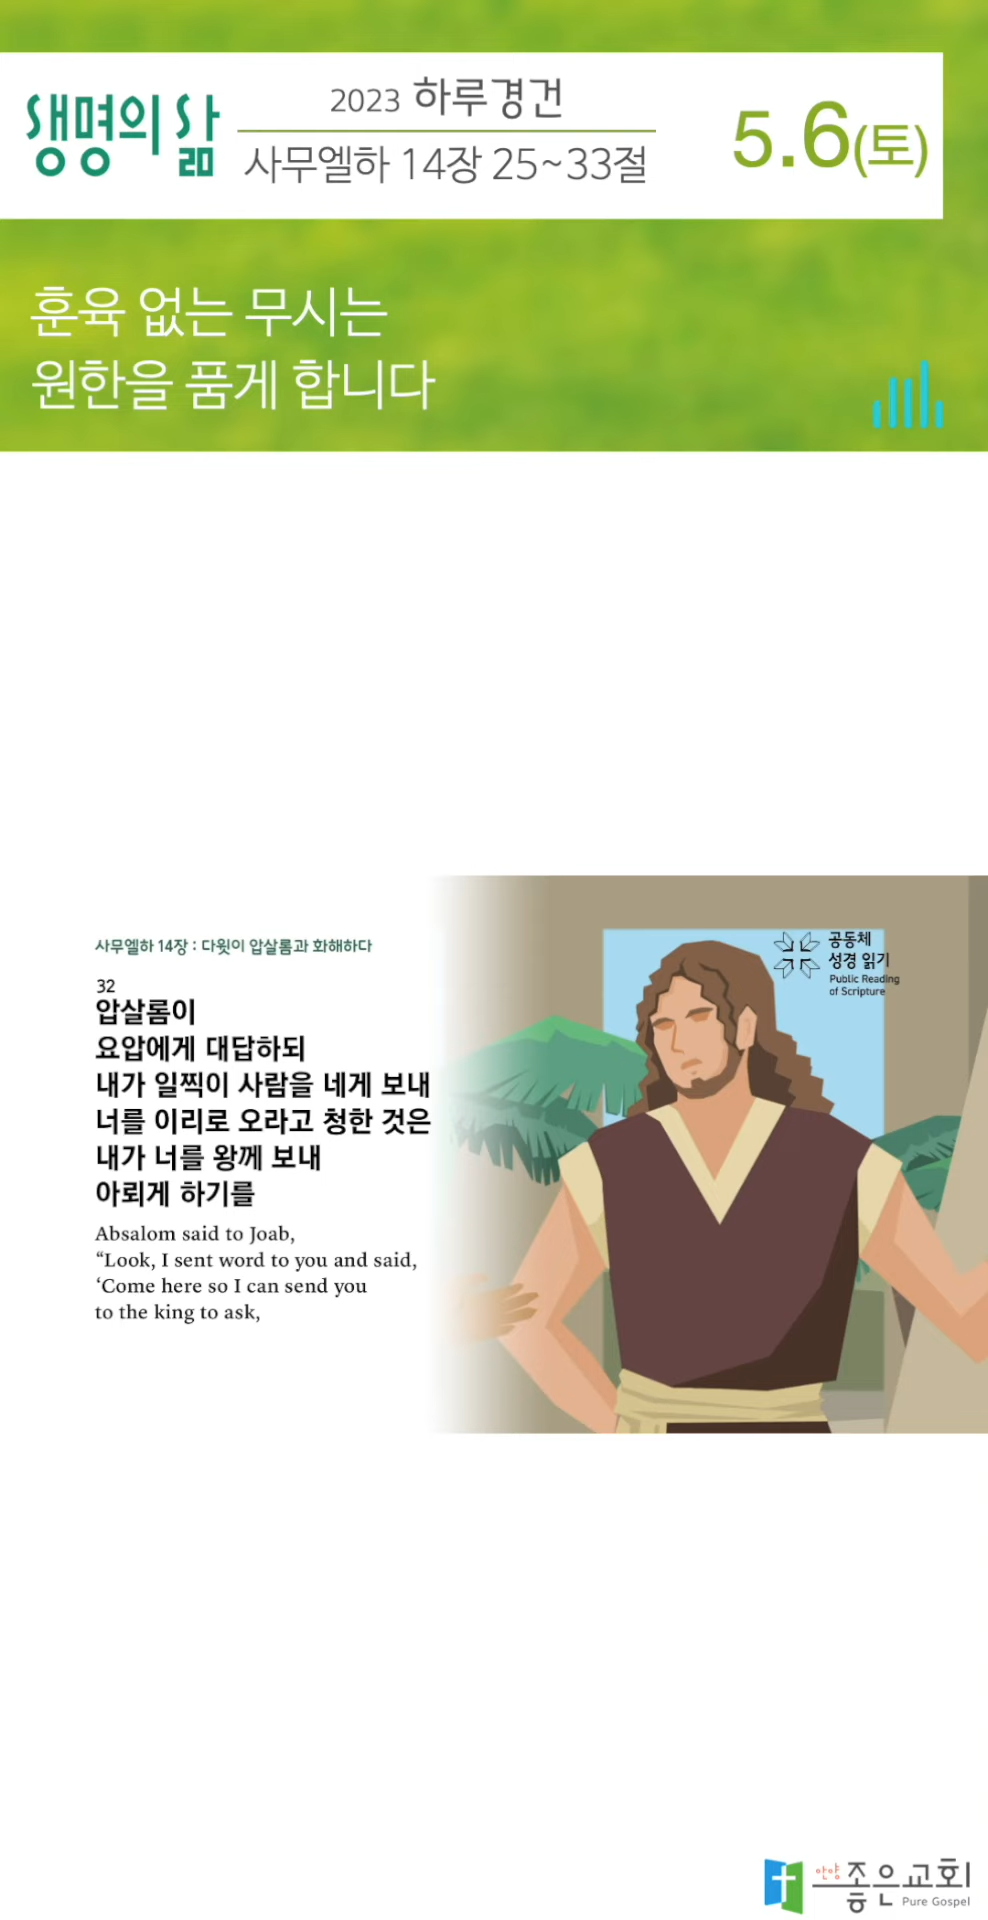 생명의 삶
2023 하루경건
사무엘하 14장 25~33절
5.6(토)
훈육 없는 무시는
원한을 품게 합니다
사무엘하 14장 : 다윗이 압살롬과 화해하다
공동체
성경 읽기
Public Reading
of Scripture
32
압살롬이
요압에게 대답하되
내가 일찍이 사람을 네게 보내
너를 이리로 오라고 청한 것은
내가 너를 왕께 보내
아뢰게 하기를
Absalom said to Joab,
“Look, I sent word to you and said,
‘Come here so I can send you
to the king to ask,
안양 좋은교회
Pure Gospel